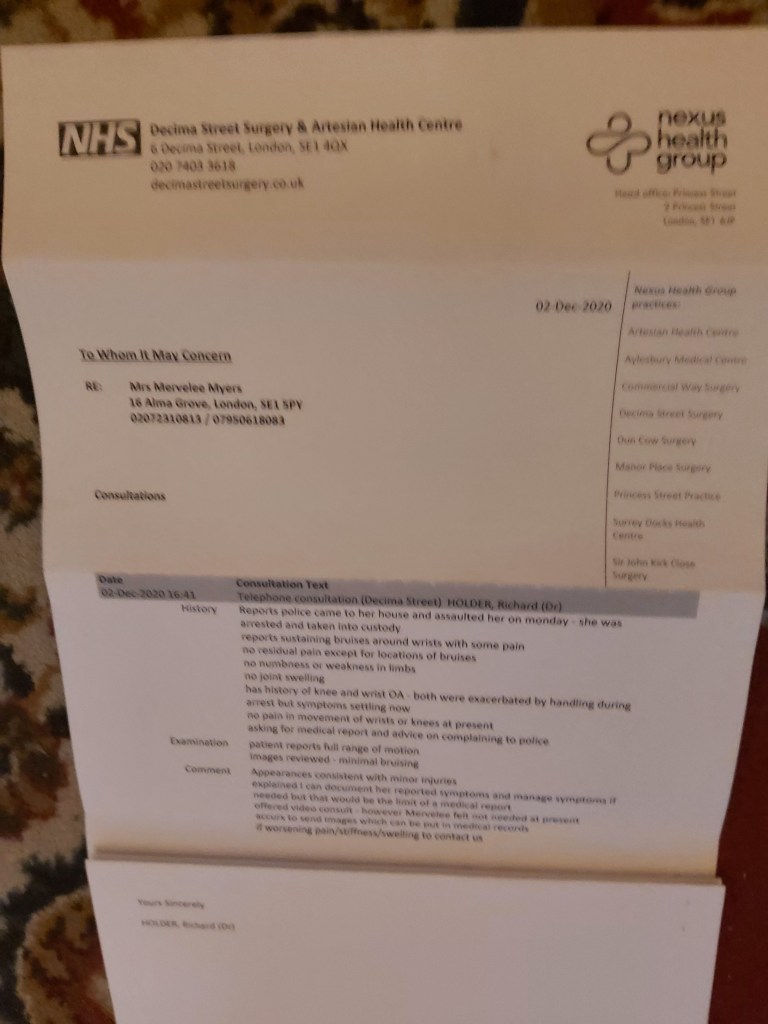 NHS
Decima Street Surgery & Artesian Health Centre
6 Decima Street, London, SE1 4QX
020 7403 3618
decimastreetsurgery.co.uk
nexus
health
group
Head office: Princess Street
2 Princess Street
London, SE1 6JP
02-Dec-2020
Nexus Health Group
practices:
Artesian Health Centre
Aylesbury Medical Centre
Commercial Way Surgery
Decima Street Surgery
Dun Cow Surgery
Manor Place Surgery
Princess Street Practice
Surrey Docks Health
Centre
Sir John Kirk Close
Surgery
To Whom It May Concern
RE: Mrs Mervelee Myers
16 Alma Grove, London, SE1 5PY
02072310813 / 07950618083
Consultations
Date Consultation Text
02-Dec-2020 16:41 Telephone consultation (Decima Street) HOLDER, Richard (Dr)
History Reports police came to her house and assaulted her on monday - she was
arrested and taken into custody
reports sustaining bruises around wrists with some pain
no residual pain except for locations of bruises
no numbness or weakness in limbs
no joint swelling
has history of knee and wrist OA - both were exacerbated by handling during
arrest but symptoms settling now
no pain in movement of wrists or knees at present
asking for medical report and advice on complaining to police
Examination patient reports full range of motion
images reviewed - minimal bruising
Comment Appearances consistent with minor injuries
explained I can document her reported symptoms and manage symptoms if
needed but that would be the limit of a medical report
offered video consult - however Mervelee felt not needed at present
accurx to send images which can be put in medical records
if worsening pain/stiffness/swelling to contact us
Yours Sincerely
HOLDER, Richard (Dr)